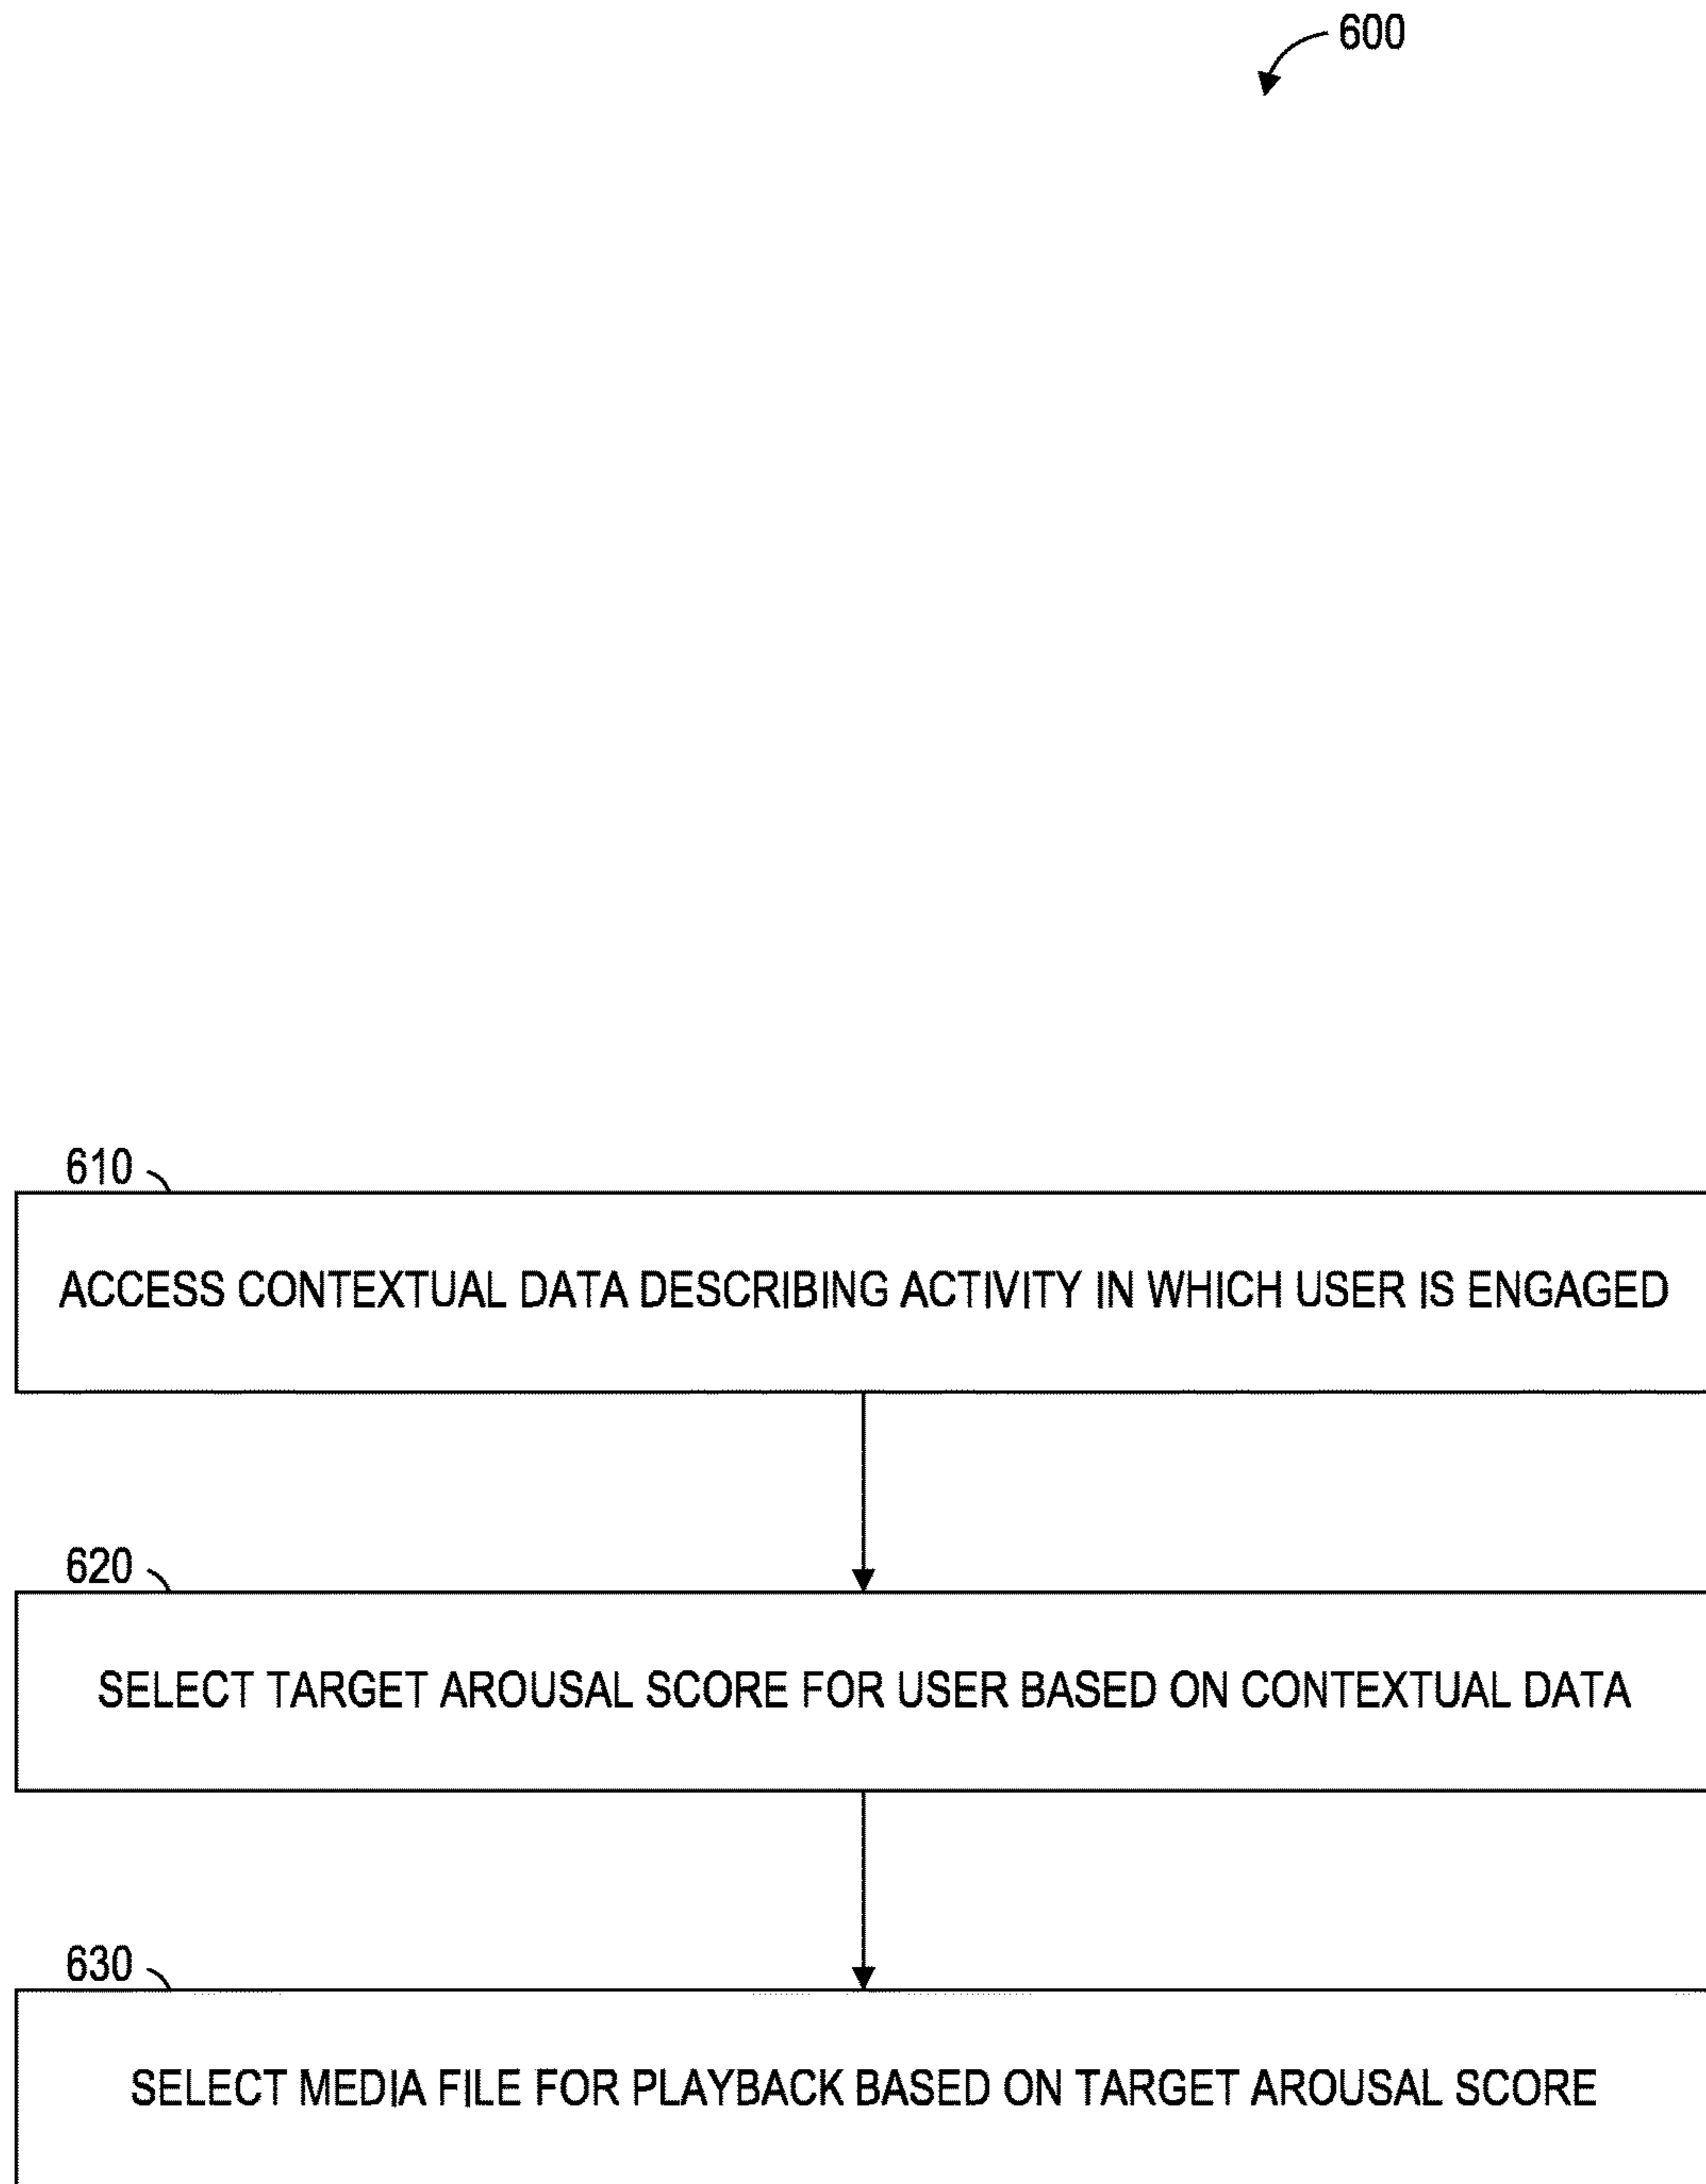 600
610
ACCESS CONTEXTUAL DATA DESCRIBING ACTIVITY IN WHICH USER IS ENGAGED
620
SELECT TARGET AROUSAL SCORE FOR USER BASED ON CONTEXTUAL DATA
630
SELECT MEDIA FILE FOR PLAYBACK BASED ON TARGET AROUSAL SCORE